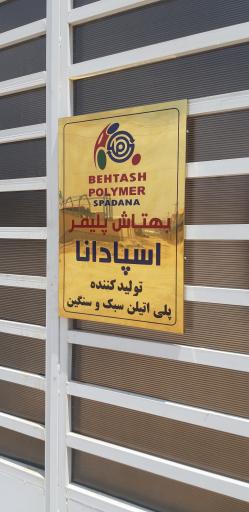 BEHTASH
POLYMER
SPADANA
بهتاش پلیمر
اسپادانا
تولید کننده
پلی اتیلن سبک و سنگین